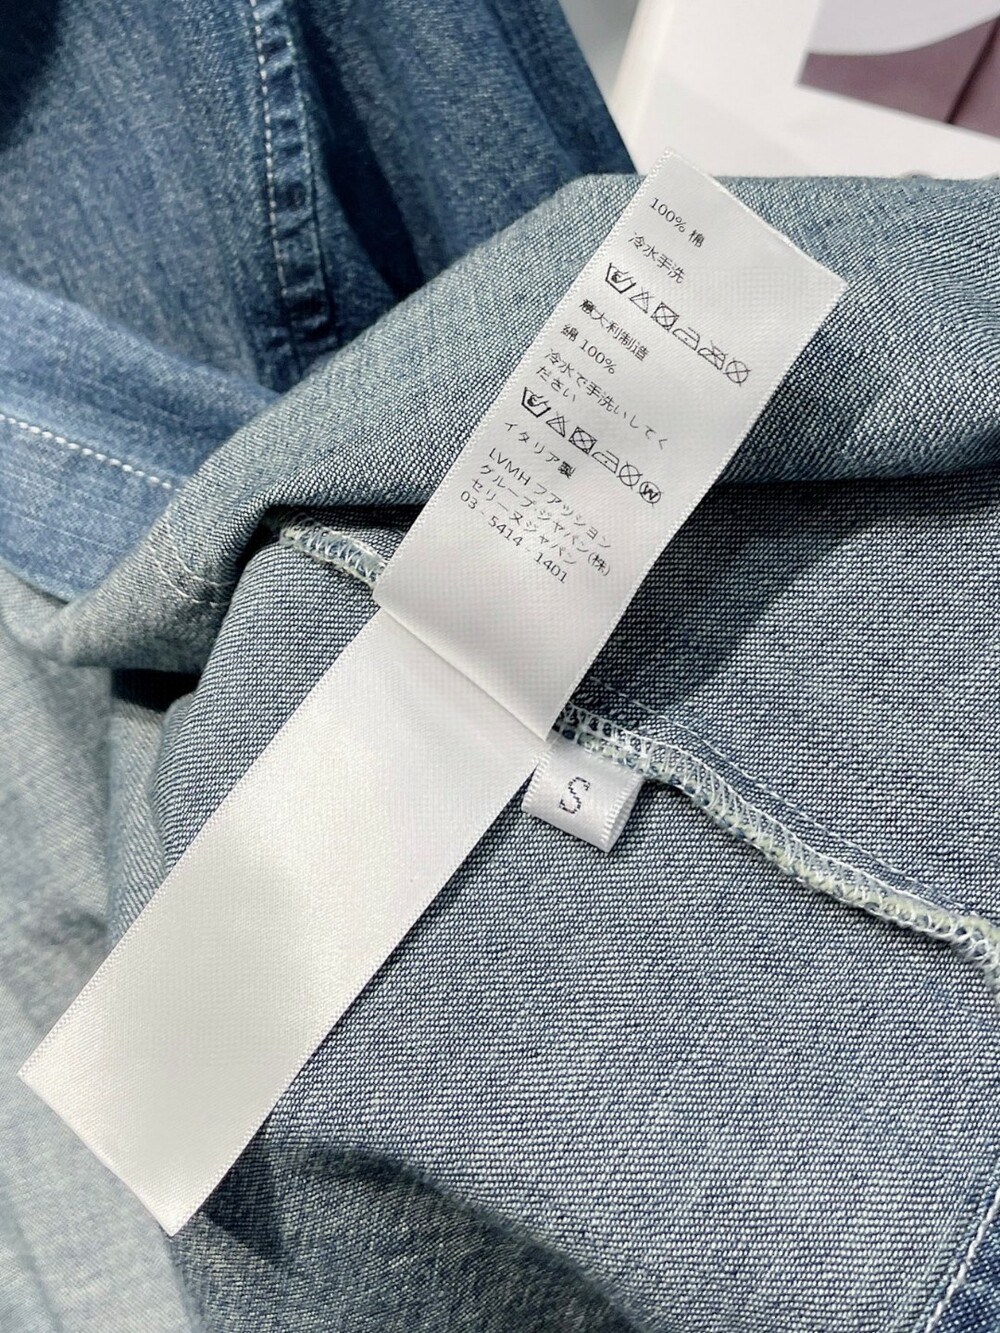 100% 棉
冷水手洗
意大利制造
綿 100%
冷水で手洗いしてく
ださい
W
イタリア製
LVMH ファッション
グループ・ジャパン(株)
セリーヌジャパン
03 - 5414 - 1401
S